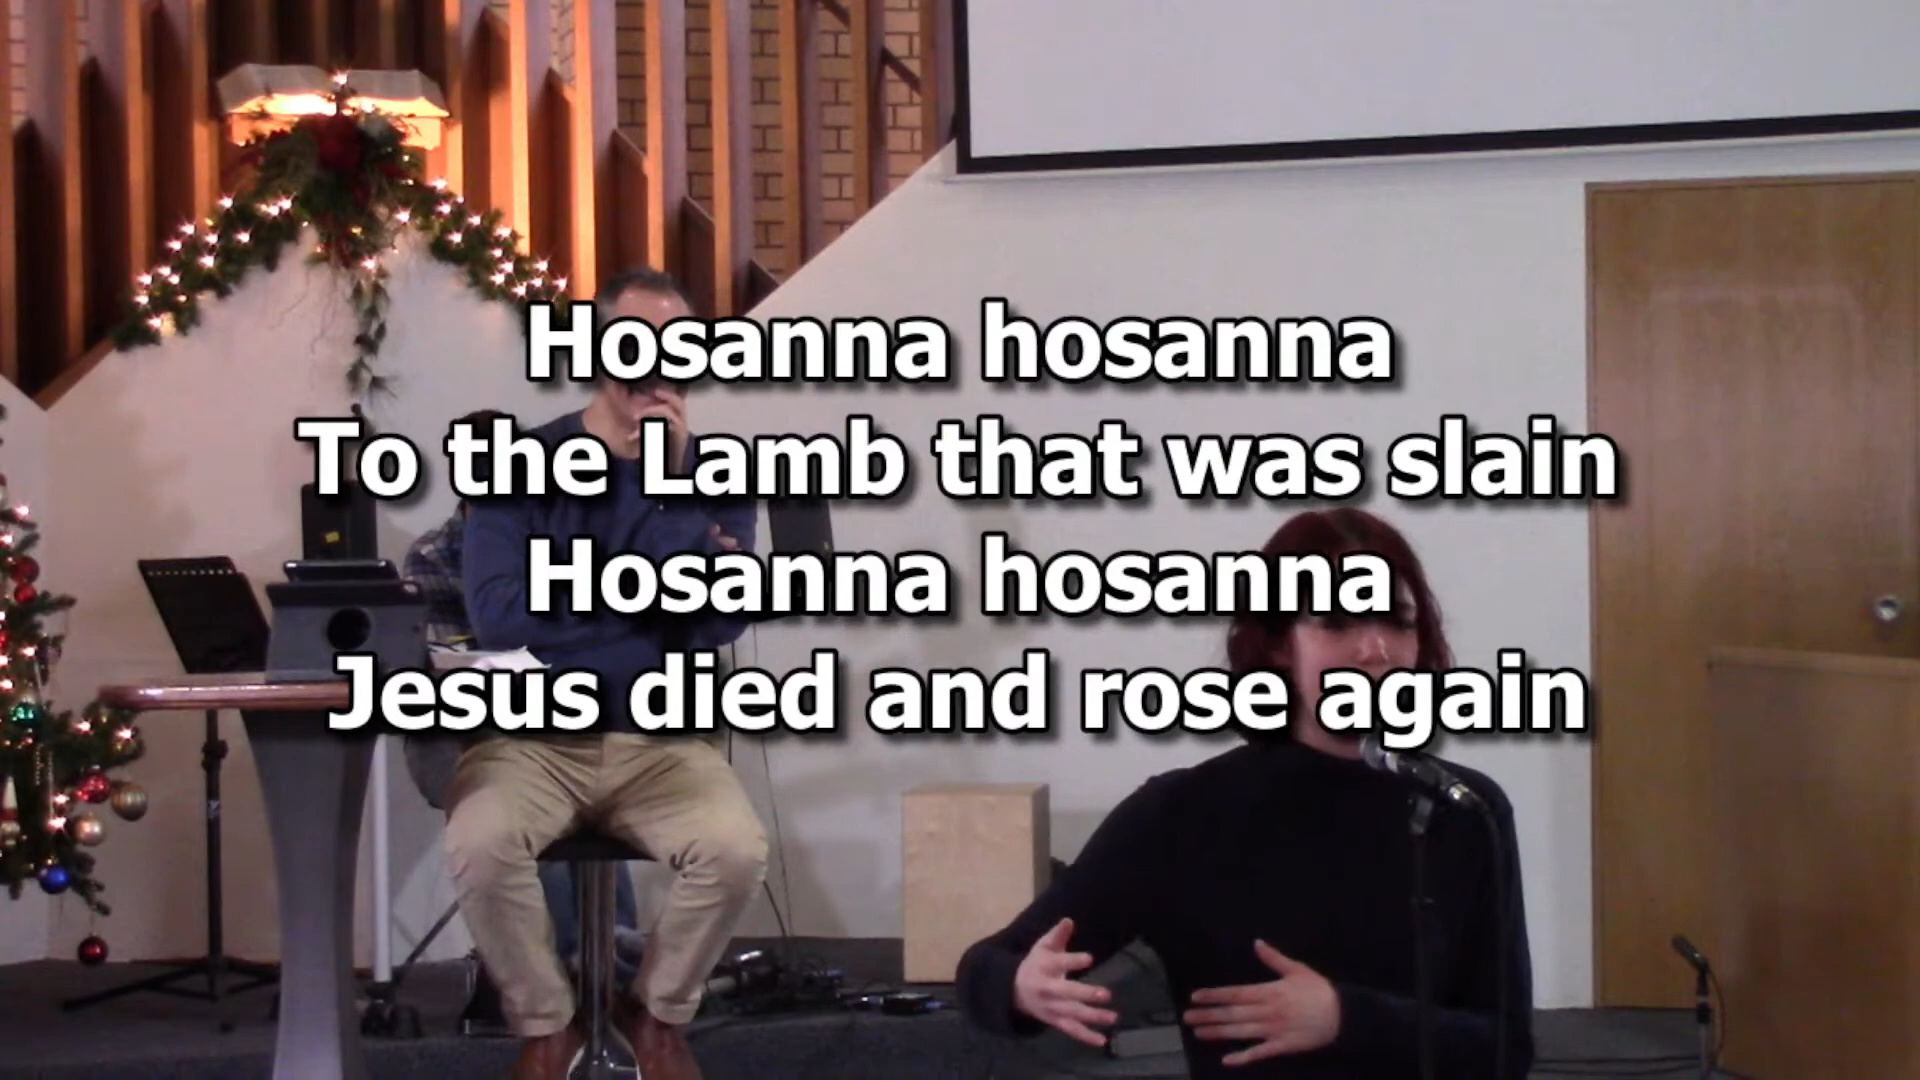 Hosanna hosanna
To the Lamb that was slain
Hosanna hosanna
Jesus died and rose again